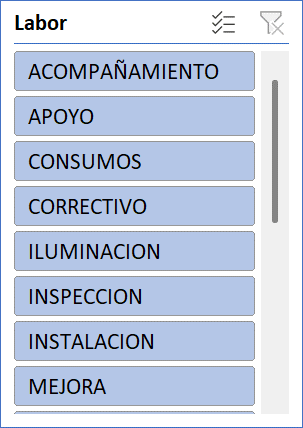 Labor
ACOMPAÑAMIENTO
APOYO
CONSUMOS
CORRECTIVO
ILUMINACION
INSPECCION
INSTALACION
MEJORA